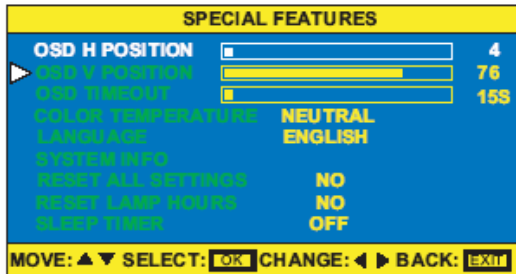 SPECIAL FEATURES
OSD H POSITION 4
OSD V POSITION 76
OSD TIMEOUT 15S
COLOR TEMPERATURE NEUTRAL
LANGUAGE ENGLISH
SYSTEM INFO
RESET ALL SETTINGS NO
RESET LAMP HOURS NO
SLEEP TIMER OFF
MOVE: ▲ ▼ SELECT: OK CHANGE: ◀ ▶ BACK: EXIT